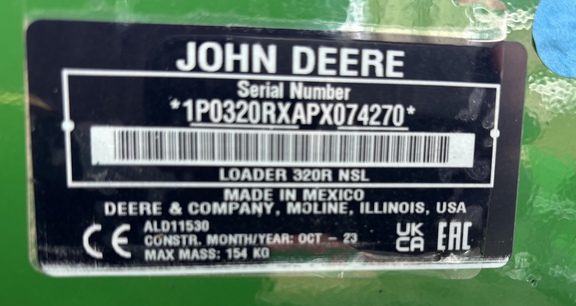 JOHN DEERE
Serial Number
*1P0320RXAPX074270*
LOADER 320R NSL
MADE IN MEXICO
DEERE & COMPANY, MOLINE, ILLINOIS, USA
ALD11530
CONSTR. MONTH/YEAR: OCT - 23
MAX MASS: 154 KG
CE
UK CA
EAC